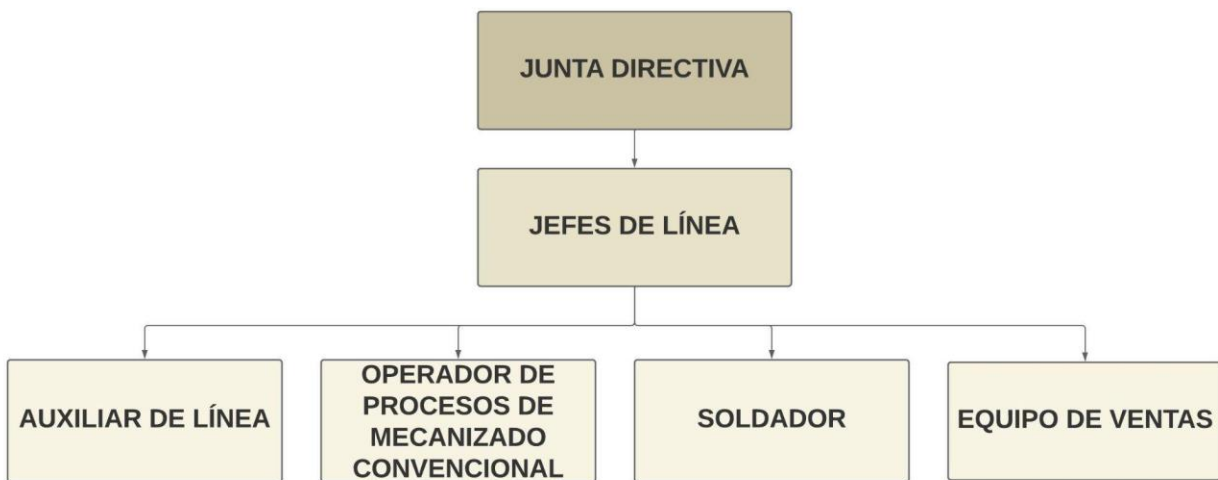 JUNTA DIRECTIVA
JEFES DE LÍNEA
AUXILIAR DE LÍNEA
OPERADOR DE
PROCESOS DE
MECANIZADO
CONVENCIONAL
SOLDADOR
EQUIPO DE VENTAS